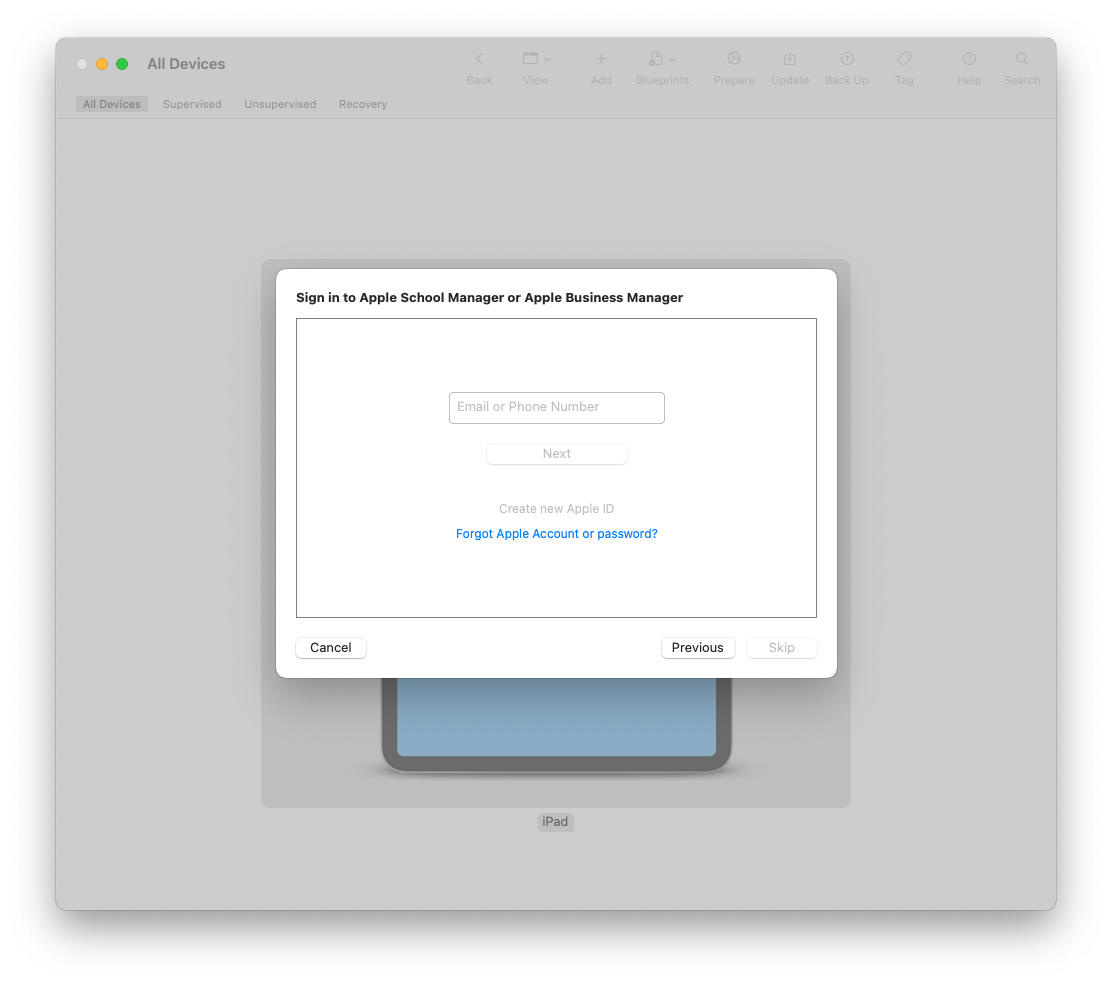 All Devices
Back
View
Add
Blueprints
Prepare
Update
Back Up
Tag
Help
Search
All Devices
Supervised
Unsupervised
Recovery
Sign in to Apple School Manager or Apple Business Manager
Email or Phone Number
Next
Create new Apple ID
Forgot Apple Account or password?
Cancel
Previous
Skip
iPad